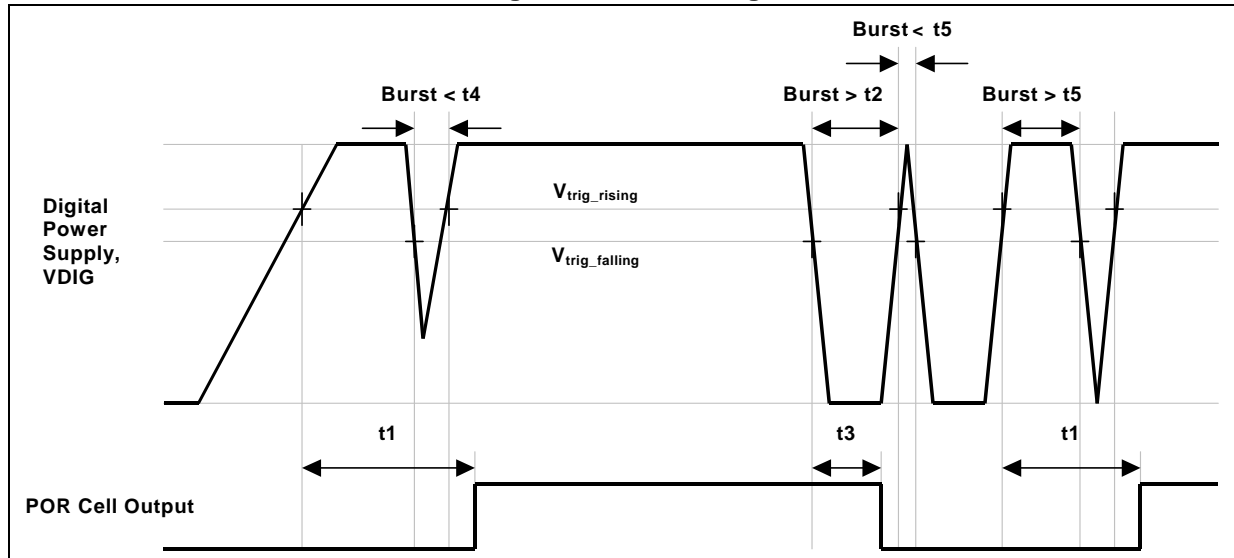 Burst < t5
Burst < t4
Burst > t2
Burst > t5
Digital
Power
Supply,
VDIG
Vtrig_rising
Vtrig_falling
t1
t3
t1
POR Cell Output